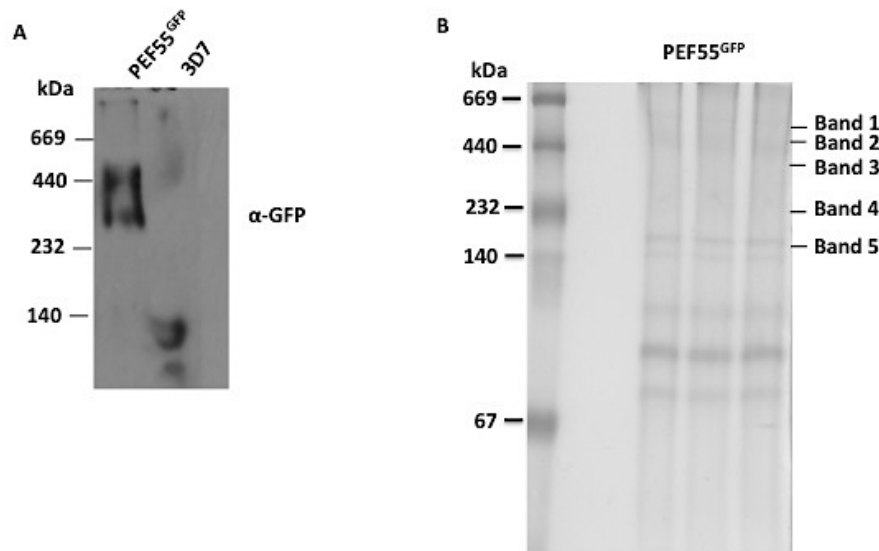 A
PEF55ᴳᶠᴾ
3D7
kDa
669
440
232
140
α-GFP
B
PEF55ᴳᶠᴾ
kDa
669
440
232
140
67
Band 1
Band 2
Band 3
Band 4
Band 5